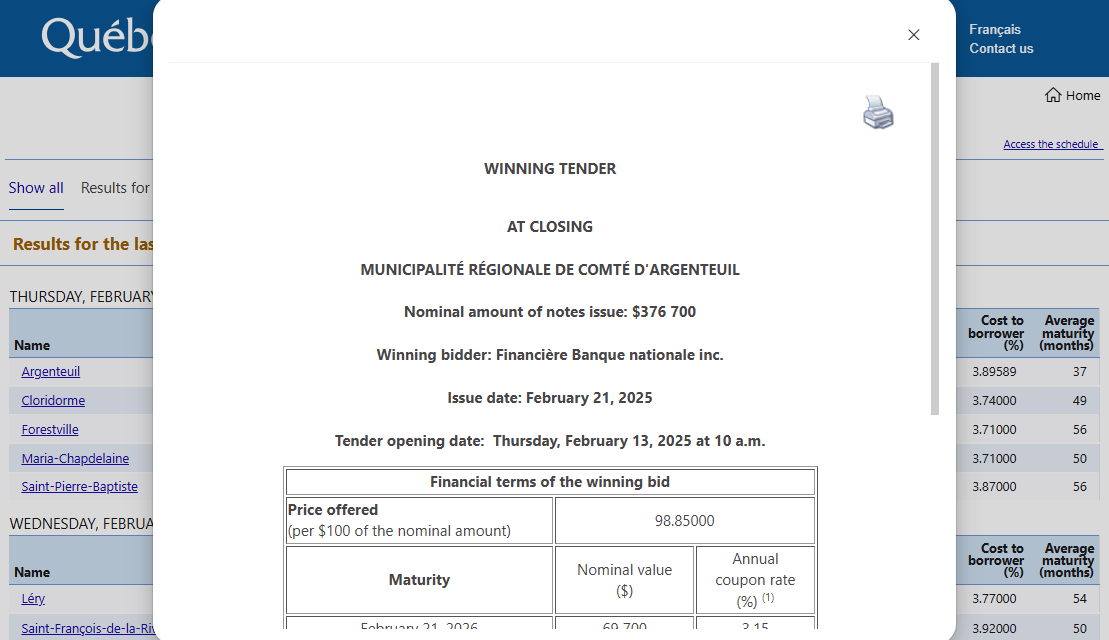 Québ
Français
Contact us
Home
Access the schedule
Show all Results for
Results for the las
THURSDAY, FEBRUARY
Name
Cost to borrower (%)
Average maturity (months)
Argenteuil 3.89589 37
Cloridorme 3.74000 49
Forestville 3.71000 56
Maria-Chapdelaine 3.71000 50
Saint-Pierre-Baptiste 3.87000 56
WEDNESDAY, FEBRUA
Name
Cost to borrower (%)
Average maturity (months)
Léry 3.77000 54
Saint-François-de-la-Riv 3.92000 50
WINNING TENDER
AT CLOSING
MUNICIPALITÉ RÉGIONALE DE COMTÉ D'ARGENTEUIL
Nominal amount of notes issue: $376 700
Winning bidder: Financière Banque nationale inc.
Issue date: February 21, 2025
Tender opening date: Thursday, February 13, 2025 at 10 a.m.
Financial terms of the winning bid
Price offered
(per $100 of the nominal amount)
98.85000
Maturity
Nominal value
($)
Annual
coupon rate
(%) (1)
February 21, 2026 69 700 3.15